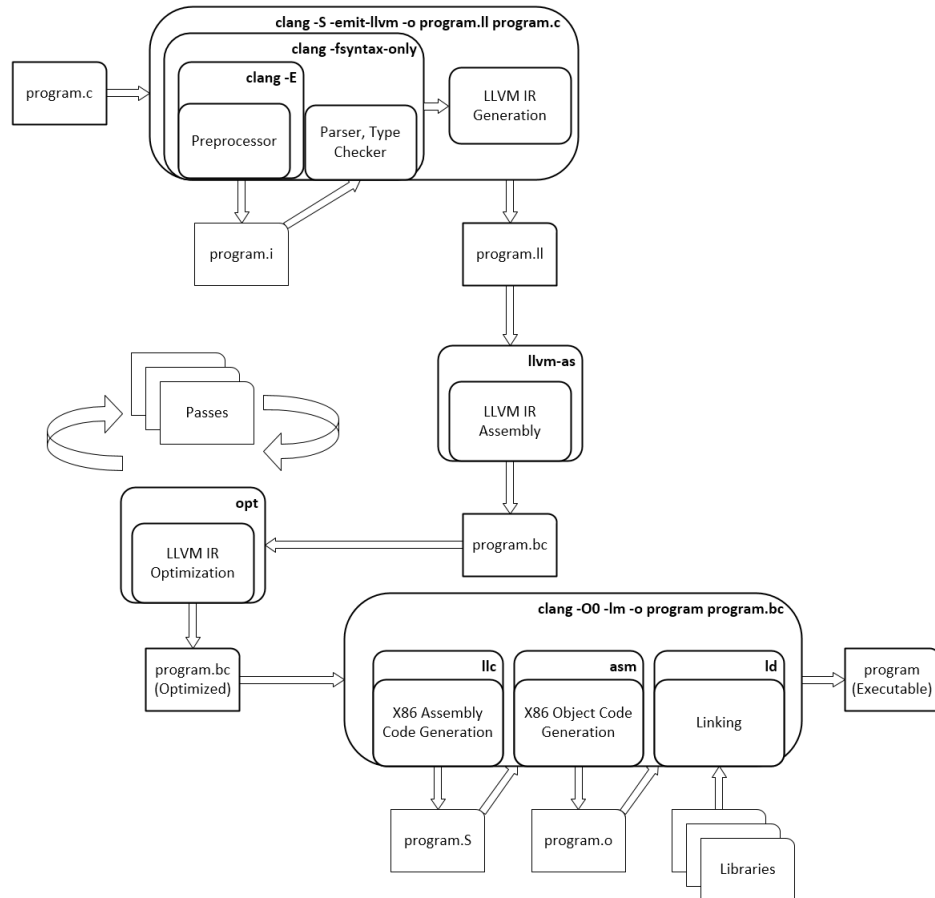 clang -S -emit-llvm -o program.ll program.c
clang -fsyntax-only
clang -E
program.c
LLVM IR
Generation
Preprocessor
Parser, Type
Checker
program.i
program.ll
llvm-as
Passes
LLVM IR
Assembly
opt
program.bc
LLVM IR
Optimization
clang -O0 -lm -o program program.bc
program.bc
(Optimized)
llc
asm
ld
program
(Executable)
X86 Assembly
Code Generation
X86 Object Code
Generation
Linking
program.S
program.o
Libraries